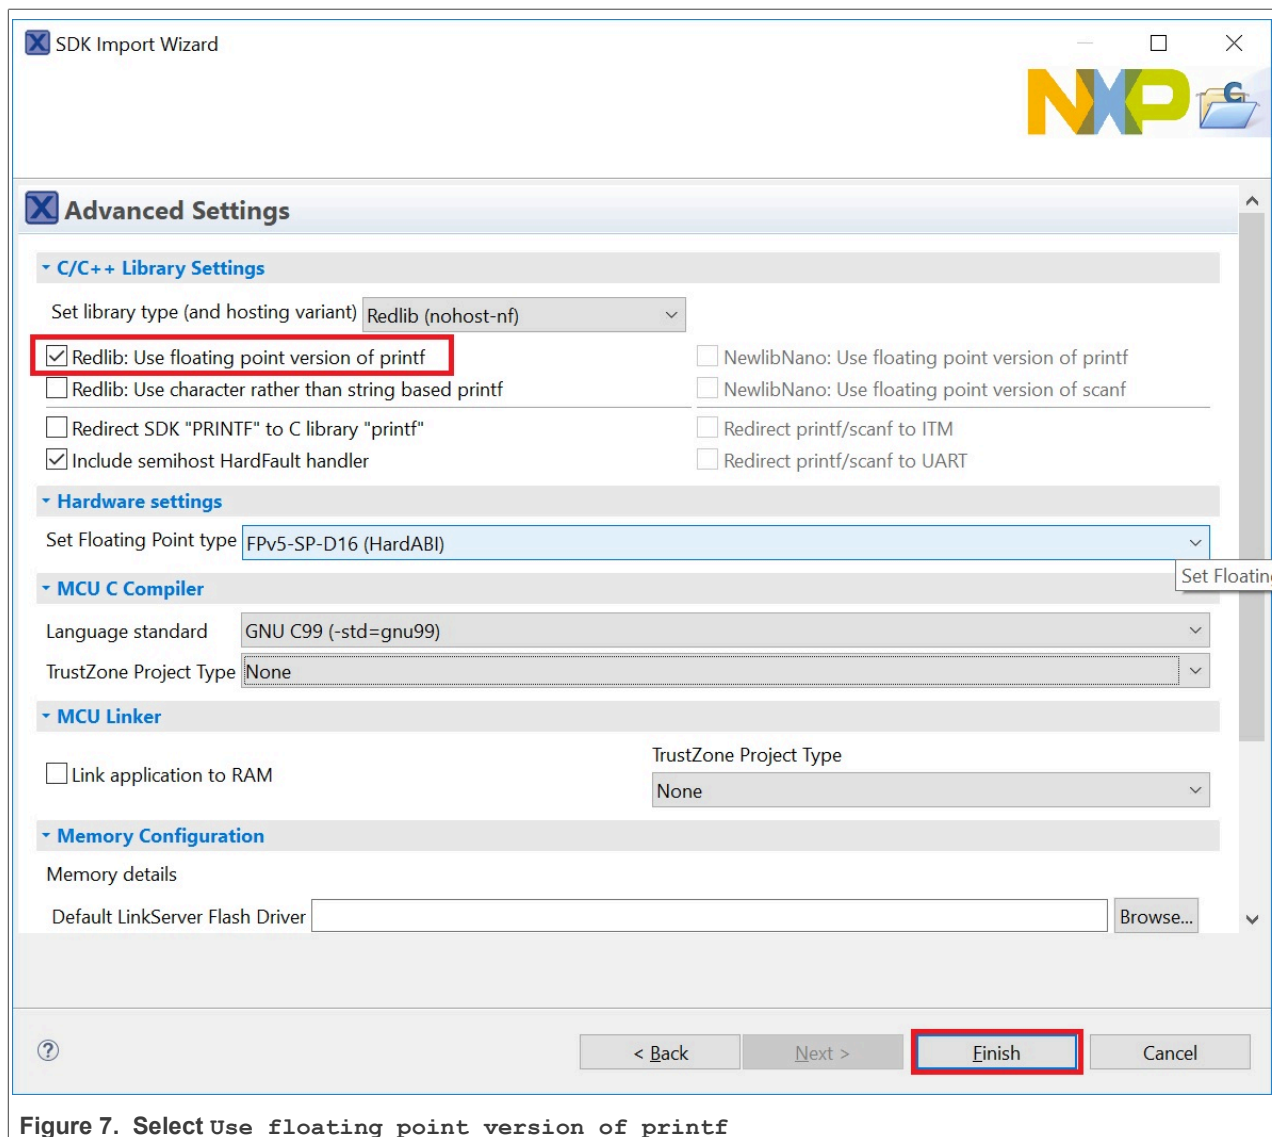 SDK Import Wizard
NXP
Advanced Settings
C/C++ Library Settings
Set library type (and hosting variant) Redlib (nohost-nf)
Redlib: Use floating point version of printf NewlibNano: Use floating point version of printf
Redlib: Use character rather than string based printf NewlibNano: Use floating point version of scanf
Redirect SDK "PRINTF" to C library "printf" Redirect printf/scanf to ITM
Include semihost HardFault handler Redirect printf/scanf to UART
Hardware settings
Set Floating Point type FPv5-SP-D16 (HardABI)
Set Floating
MCU C Compiler
Language standard GNU C99 (-std=gnu99)
TrustZone Project Type None
MCU Linker
TrustZone Project Type
Link application to RAM
None
Memory Configuration
Memory details
Default LinkServer Flash Driver Browse...
< Back Next > Finish Cancel
Figure 7. Select Use floating point version of printf